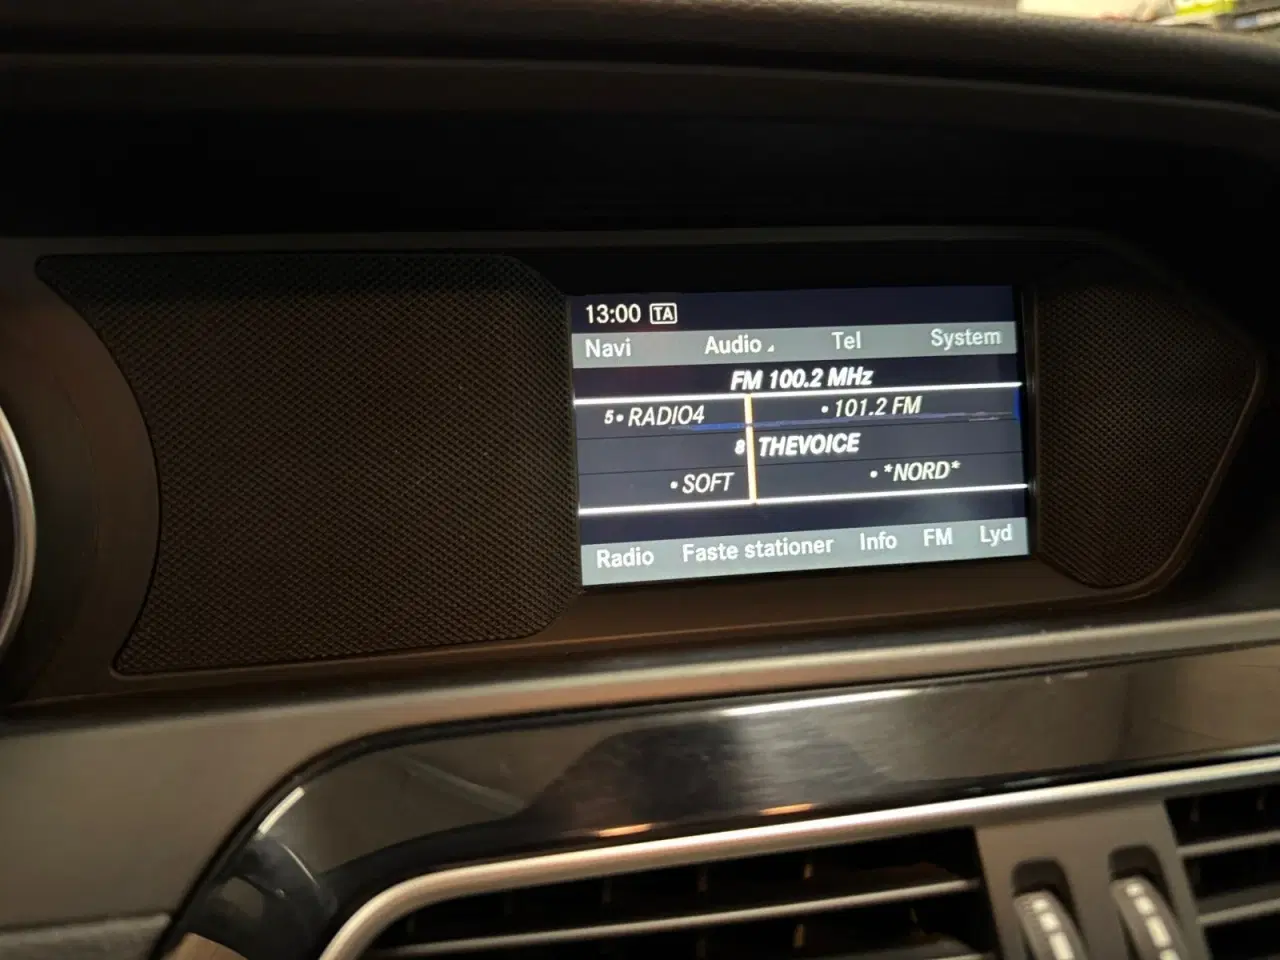 13:00 TA
Navi Audio Tel System
FM 100.2 MHz
5• RADIO4 • 101.2 FM
8 THEVOICE
• SOFT • *NORD*
Radio Faste stationer Info FM Lyd